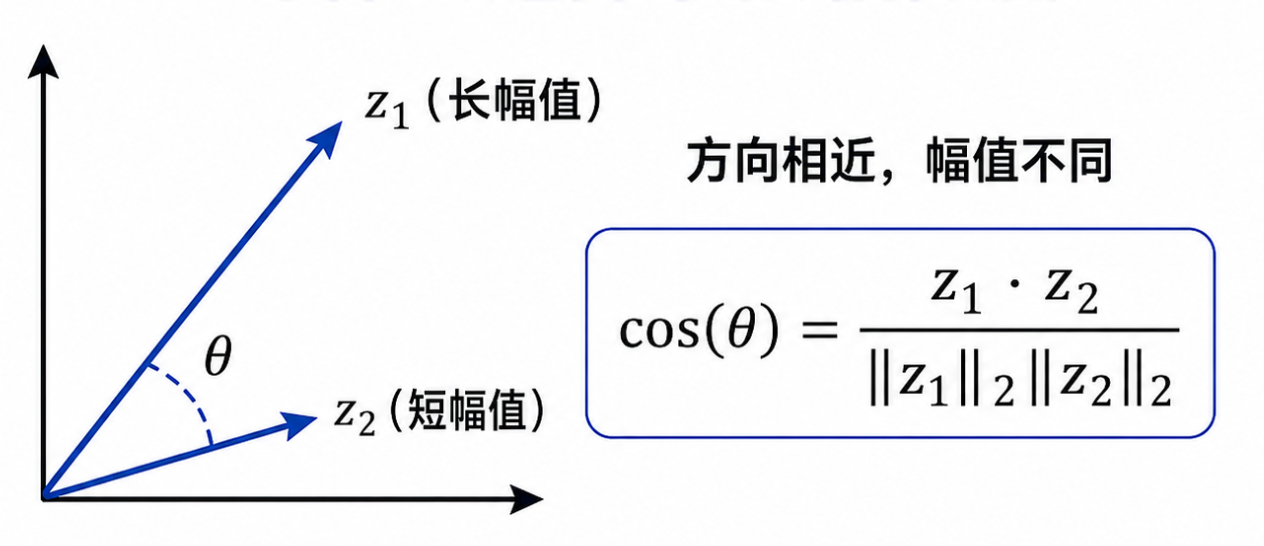 z₁（长幅值）
方向相近，幅值不同
cos(θ) = z₁ · z₂ / ‖z₁‖₂‖z₂‖₂
θ
z₂（短幅值）